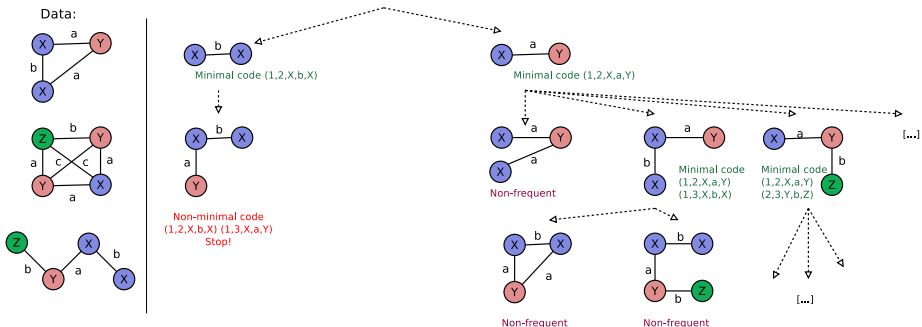 Data:
X a Y
b a
X
Z b Y
a c c a
Y a X
Z X
b a b
Y X
X b X
Minimal code (1,2,X,b,X)
X b X
a
Y
Non-minimal code
(1,2,X,b,X) (1,3,X,a,Y)
Stop!
X a Y
Minimal code (1,2,X,a,Y)
X a Y
X a
Non-frequent
X a Y
b
X
Minimal code
(1,2,X,a,Y)
(1,3,X,b,X)
X a Y
b
Z
Minimal code
(1,2,X,a,Y)
(2,3,Y,b,Z)
[...]
X b X
a a
Y
Non-frequent
X b X
a
Y b Z
Non-frequent
[...]